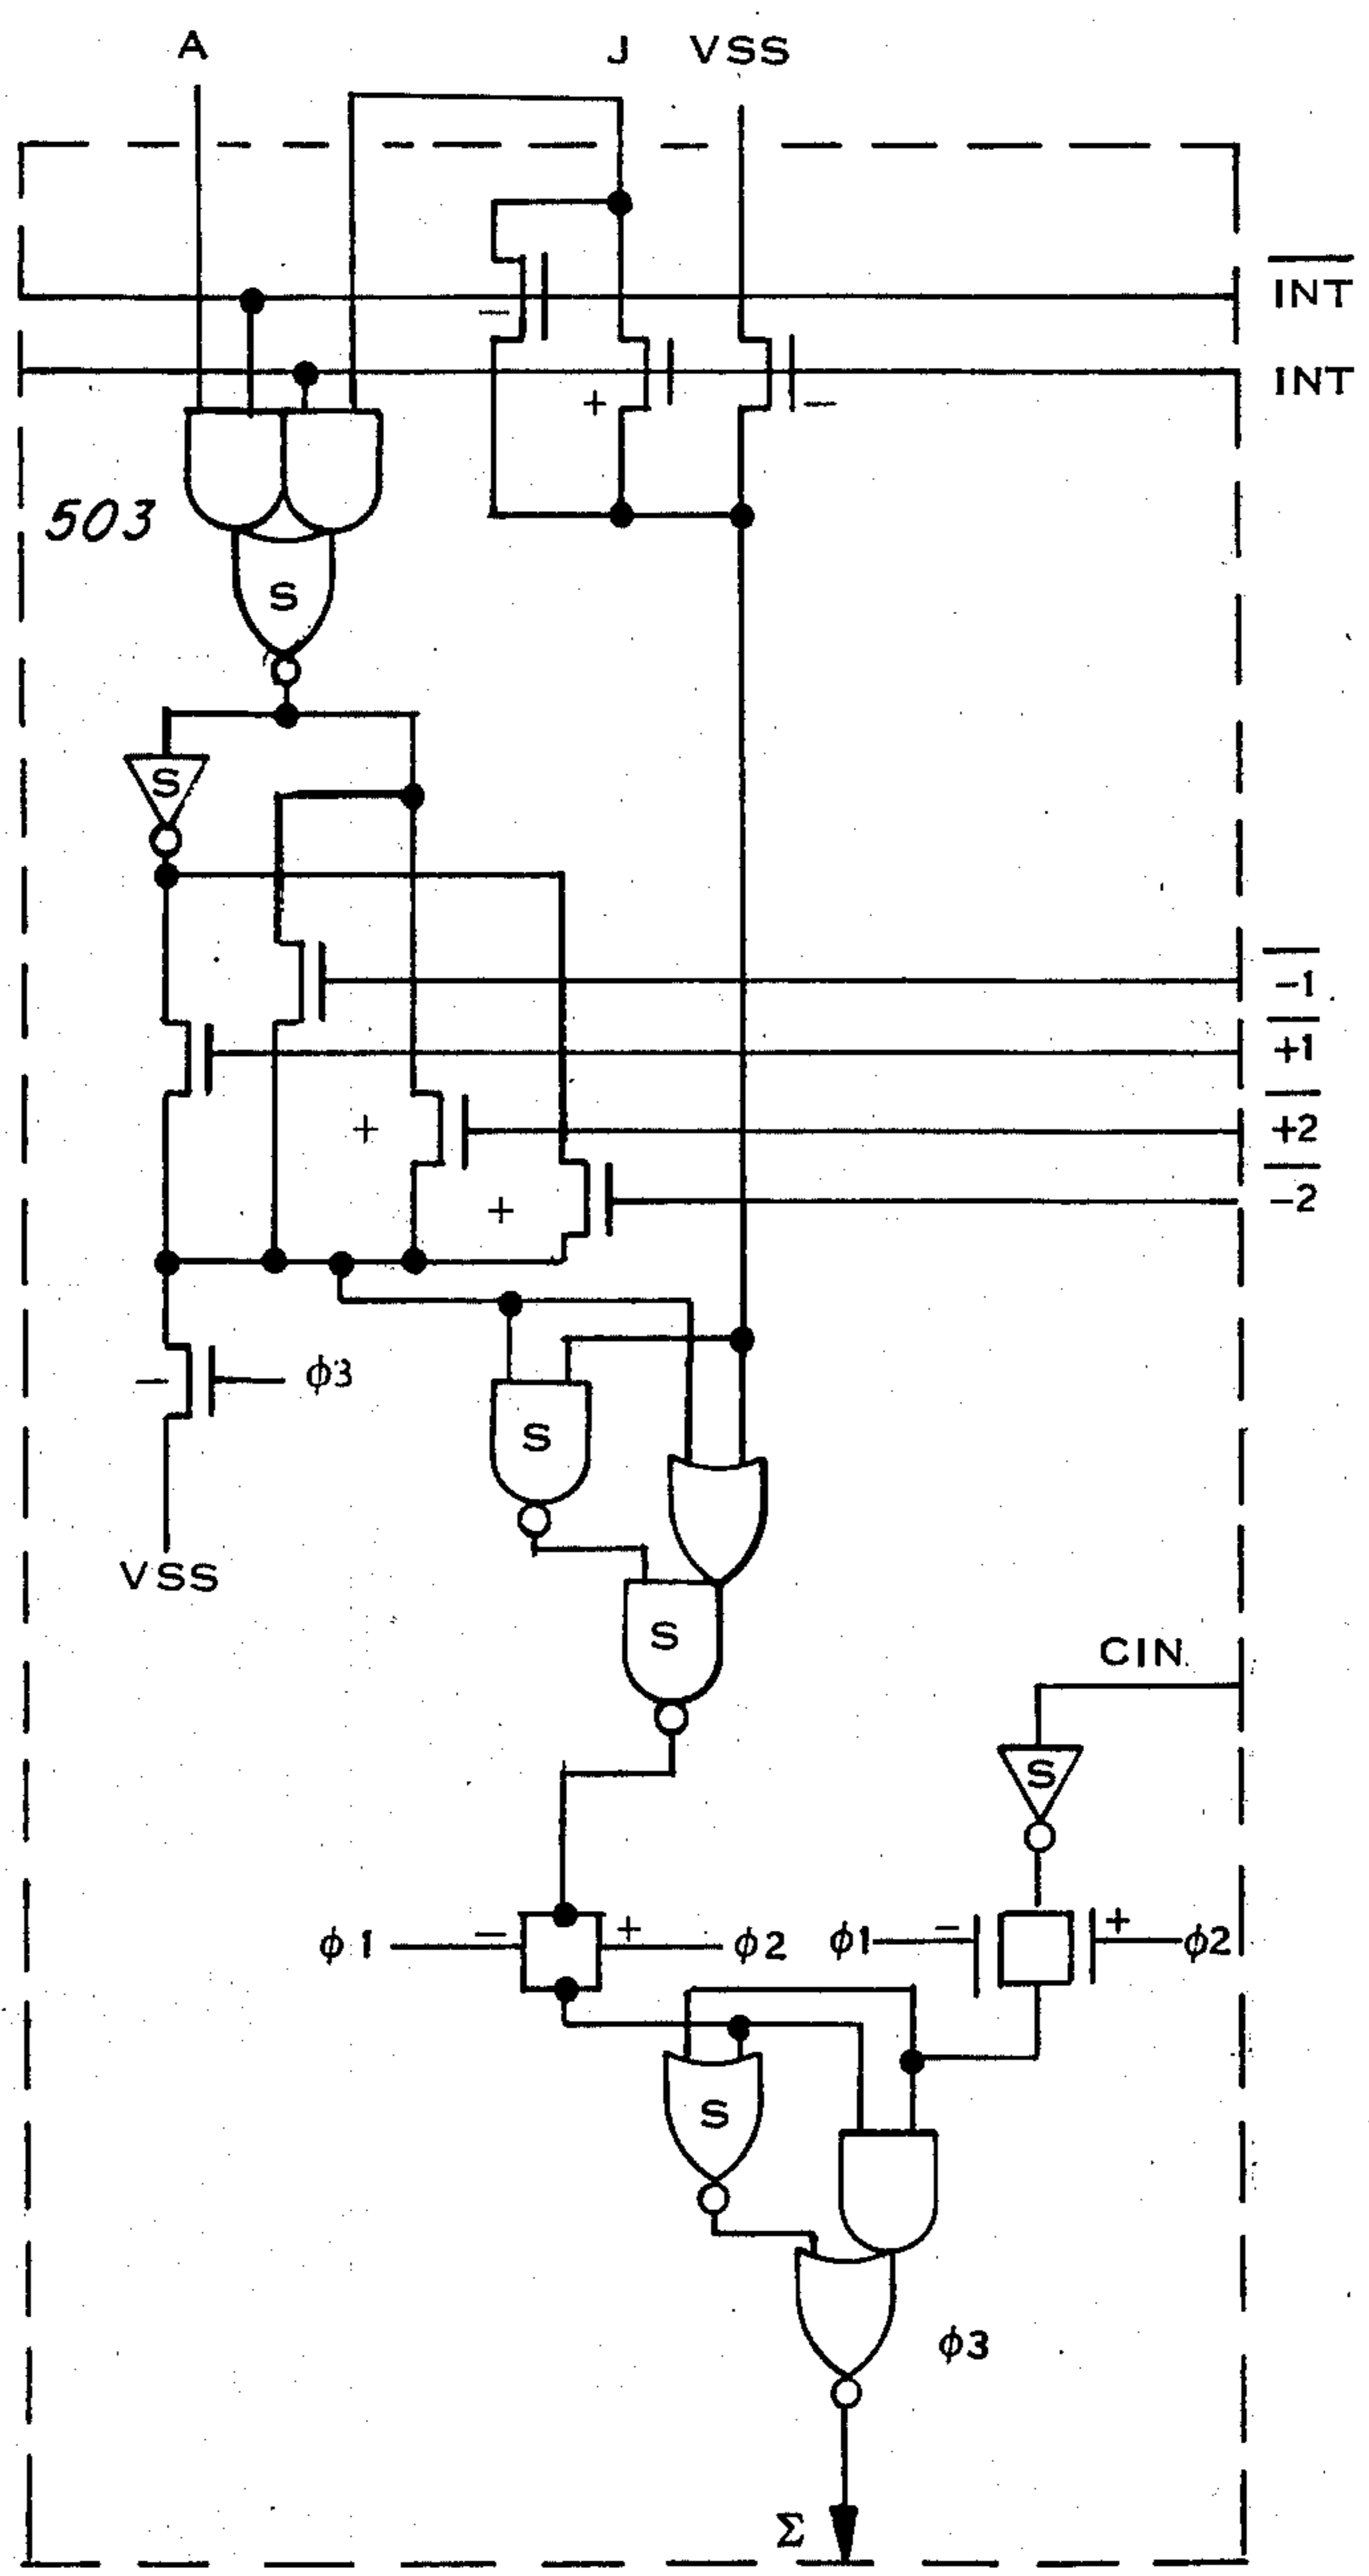 A J VSS
INT
INT
-
+ -
503
S
S
-1
+1
+ +2
+ -2
- ϕ3
S
VSS
S
CIN
S
ϕ1 - + ϕ2 ϕ1 - + ϕ2
S
ϕ3
Σ